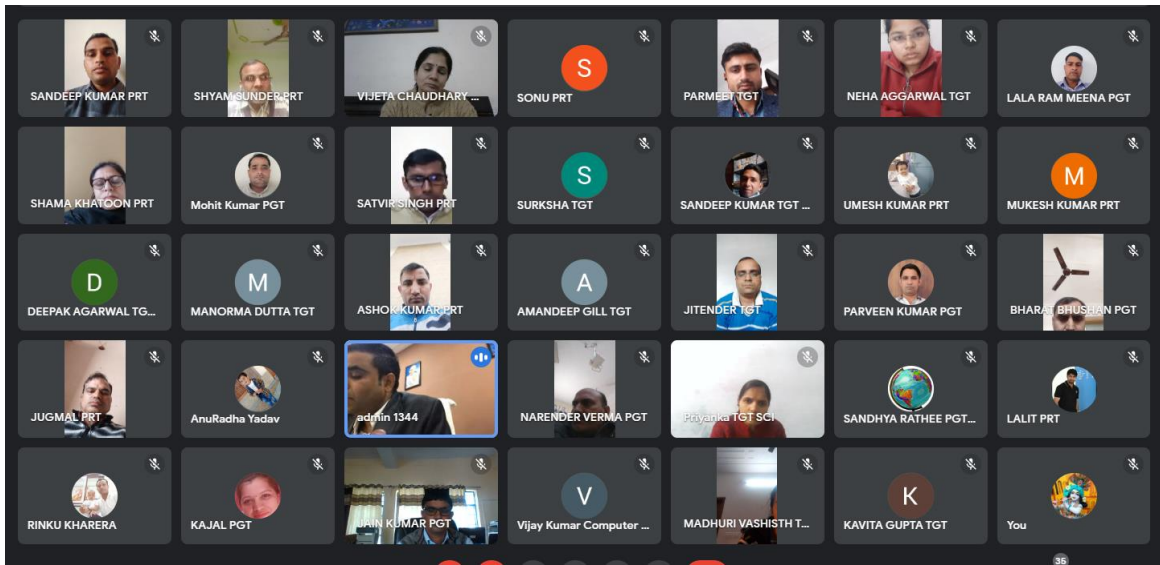 SANDEEP KUMAR PRT
SHYAM SUNDER PRT
VIJETA CHAUDHARY ...
S
SONU PRT
PARMEET TGT
NEHA AGGARWAL TGT
LALA RAM MEENA PGT
SHAMA KHATOON PRT
Mohit Kumar PGT
SATVIR SINGH PRT
S
SURKSHA TGT
SANDEEP KUMAR TGT ...
UMESH KUMAR PRT
M
MUKESH KUMAR PRT
D
DEEPAK AGARWAL TG...
M
MANORMA DUTTA TGT
ASHOK KUMAR PRT
A
AMANDEEP GILL TGT
JITENDER TGT
PARVEEN KUMAR PGT
BHARAT BHUSHAN PGT
JUGMAL PRT
AnuRadha Yadav
admin 1344
NARENDER VERMA PGT
Priyanka TGT SCI
SANDHYA RATHEE PGT...
LALIT PRT
RINKU KHARERA
KAJAL PGT
JAIN KUMAR PGT
V
Vijay Kumar Computer ...
MADHURI VASHISTH T...
K
KAVITA GUPTA TGT
You
35